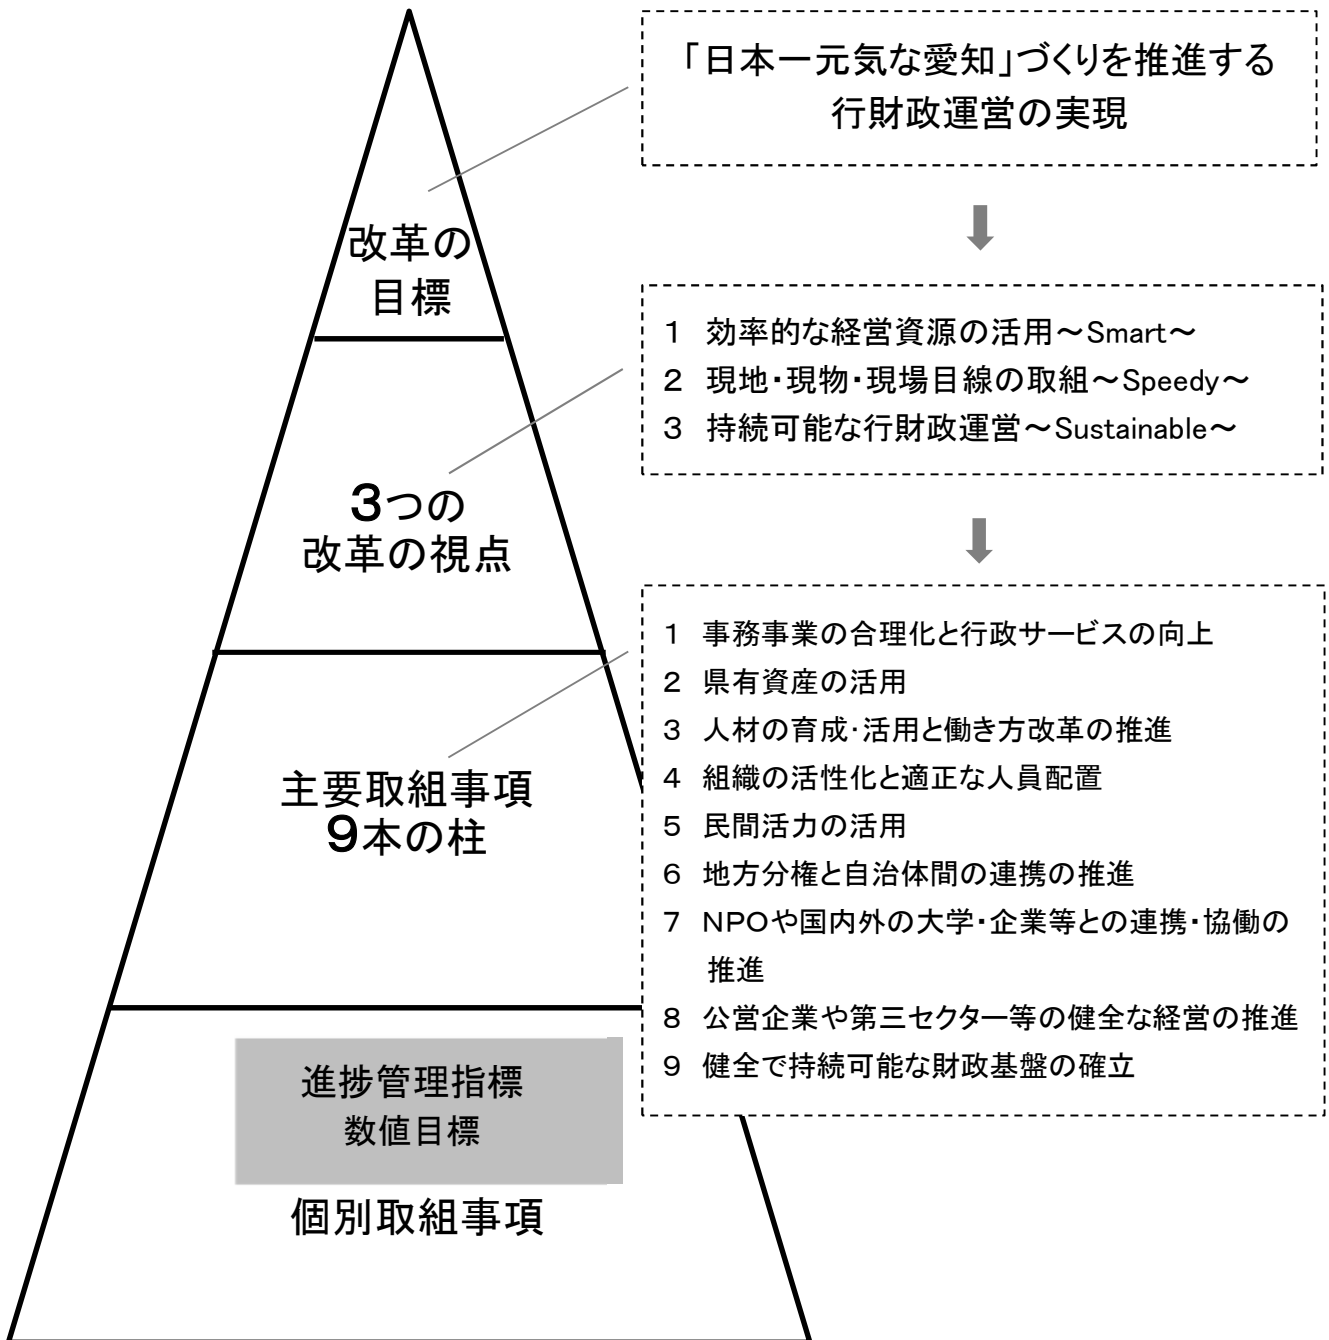 「日本一元気な愛知」づくりを推進する
行財政運営の実現
改革の
目標
1 効率的な経営資源の活用～Smart～
2 現地・現物・現場目線の取組～Speedy～
3 持続可能な行財政運営～Sustainable～
3つの
改革の視点
1 事務事業の合理化と行政サービスの向上
2 県有資産の活用
3 人材の育成・活用と働き方改革の推進
4 組織の活性化と適正な人員配置
5 民間活力の活用
6 地方分権と自治体間の連携の推進
7 NPOや国内外の大学・企業等との連携・協働の
推進
8 公営企業や第三セクター等の健全な経営の推進
9 健全で持続可能な財政基盤の確立
主要取組事項
9本の柱
進捗管理指標
数値目標
個別取組事項